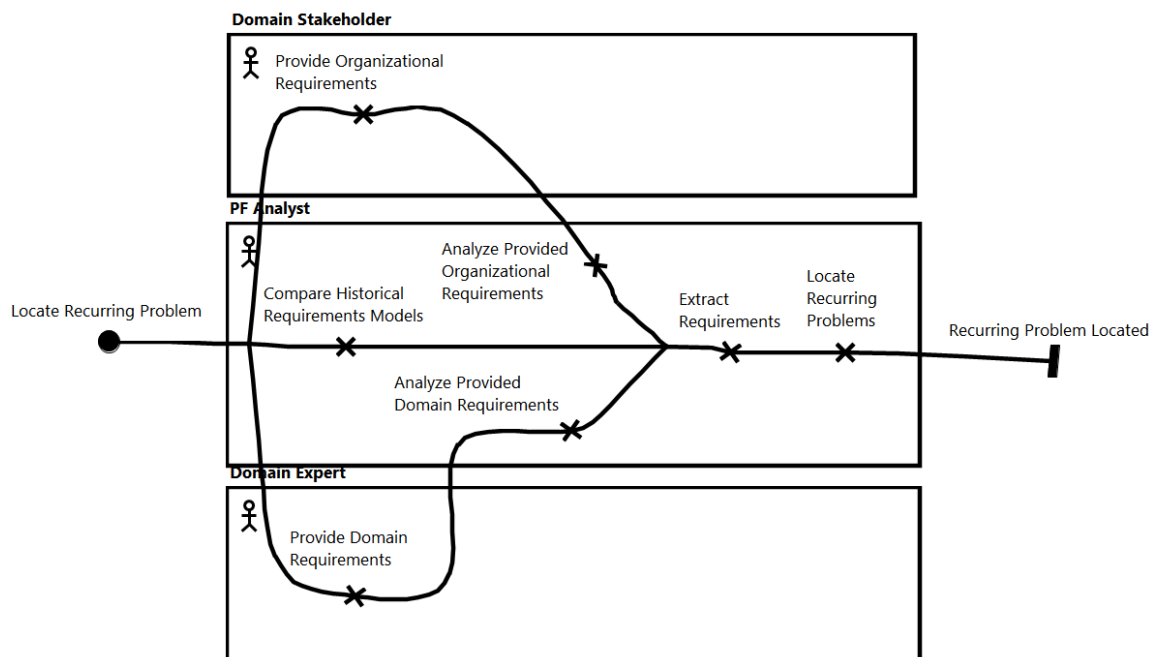 Domain Stakeholder
Provide Organizational
Requirements
PF Analyst
Analyze Provided
Organizational
Requirements
Compare Historical
Requirements Models
Locate
Recurring
Problems
Extract
Requirements
Locate Recurring Problem
Recurring Problem Located
Analyze Provided
Domain Requirements
Domain Expert
Provide Domain
Requirements